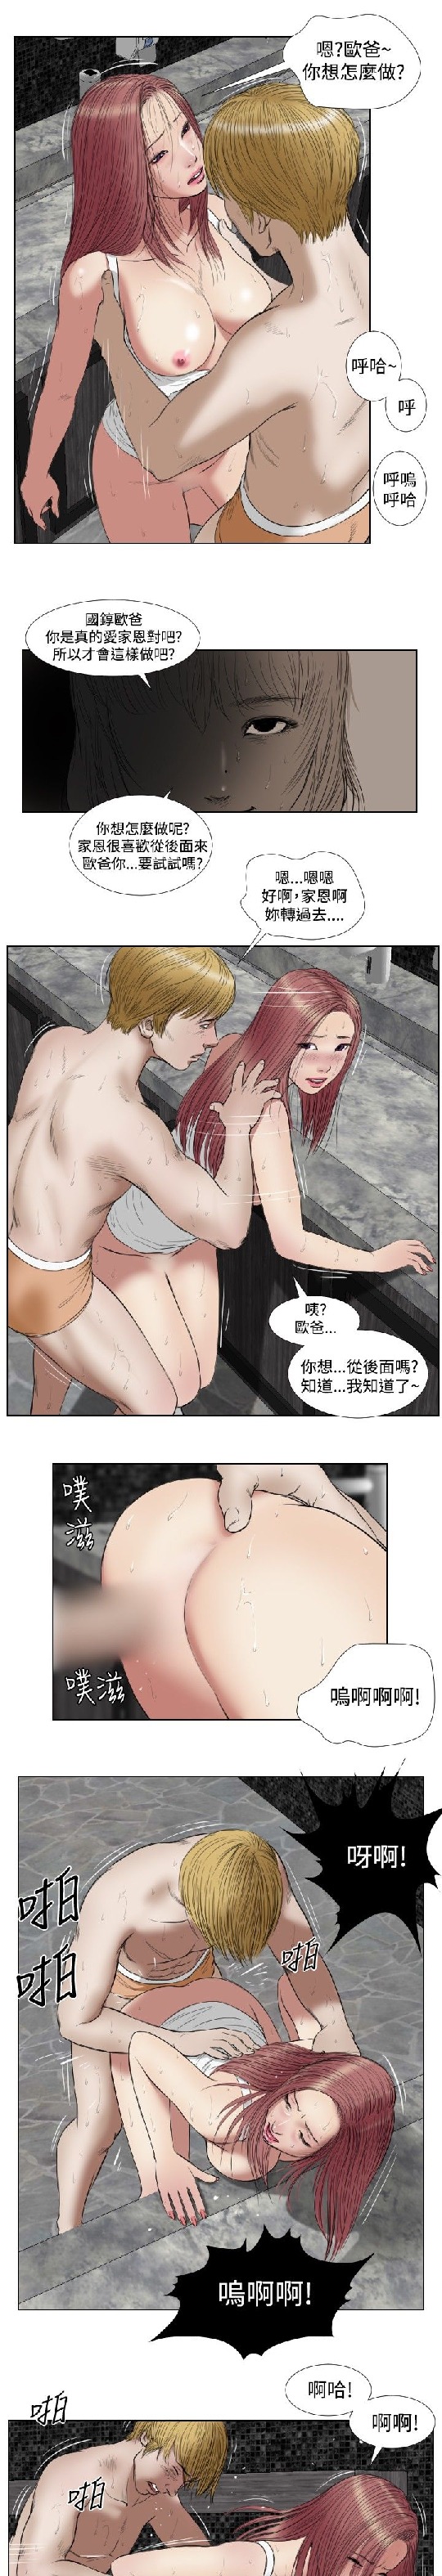 嗯?歐爸~
你想怎麼做?
呼哈~
呼
呼嗚
呼哈
國錞歐爸
你是真的愛家恩對吧?
所以才會這樣做吧?
你想怎麼做呢?
家恩很喜歡從後面來
歐爸你...要試試嗎?
嗯...嗯嗯
好啊,家恩啊
妳轉過去....
咦?
歐爸...
你想...從後面嗎?
知道...我知道了~
噗
滋
噗滋
嗚啊啊啊!
呀啊!
啪
啪
啪
嗚啊啊!
啊哈!
啊啊!
啪
啪